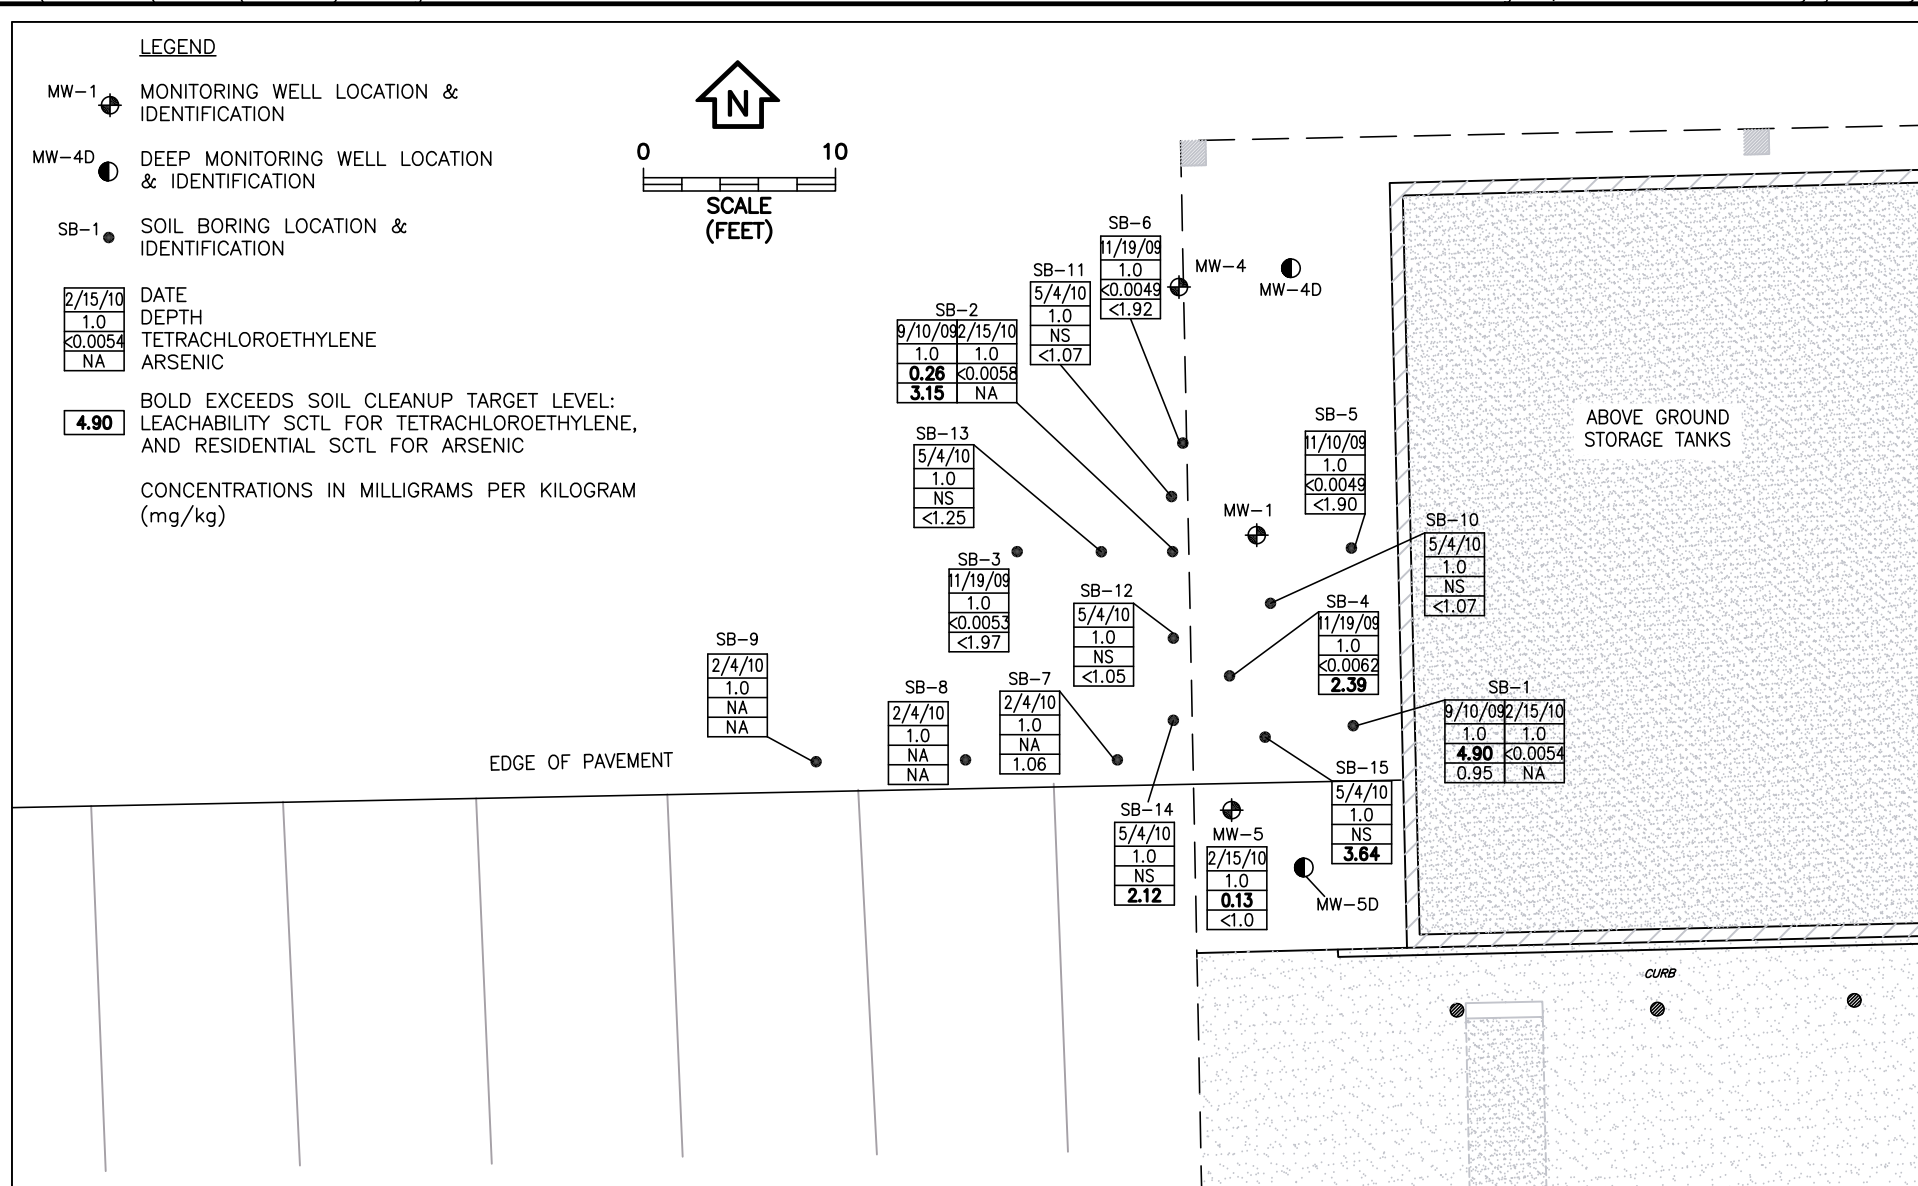 LEGEND
MW-1
MONITORING WELL LOCATION &
IDENTIFICATION
MW-4D
DEEP MONITORING WELL LOCATION
& IDENTIFICATION
SB-1
SOIL BORING LOCATION &
IDENTIFICATION
2/15/10 DATE
1.0 DEPTH
<0.0054 TETRACHLOROETHYLENE
NA ARSENIC
BOLD EXCEEDS SOIL CLEANUP TARGET LEVEL:
4.90 LEACHABILITY SCTL FOR TETRACHLOROETHYLENE,
AND RESIDENTIAL SCTL FOR ARSENIC
CONCENTRATIONS IN MILLIGRAMS PER KILOGRAM
(mg/kg)
N
0 10
SCALE
(FEET)
SB-6
11/19/09
1.0
<0.0049
<1.92
MW-4
MW-4D
SB-11
5/4/10
1.0
NS
<1.07
SB-2
9/10/09 2/15/10
1.0 1.0
0.26 <0.0058
3.15 NA
SB-13
5/4/10
1.0
NS
<1.25
SB-5
11/10/09
1.0
<0.0049
<1.90
ABOVE GROUND
STORAGE TANKS
MW-1
SB-10
5/4/10
1.0
NS
<1.07
SB-3
11/19/09
1.0
<0.0053
<1.97
SB-12
5/4/10
1.0
NS
<1.05
SB-4
11/19/09
1.0
<0.0062
2.39
SB-9
2/4/10
1.0
NA
NA
SB-8
2/4/10
1.0
NA
NA
SB-7
2/4/10
1.0
NA
1.06
SB-1
9/10/09 2/15/10
1.0 1.0
4.90 <0.0054
0.95 NA
EDGE OF PAVEMENT
SB-15
5/4/10
1.0
NS
3.64
SB-14
5/4/10
1.0
NS
2.12
MW-5
2/15/10
1.0
0.13
<1.0
MW-5D
CURB